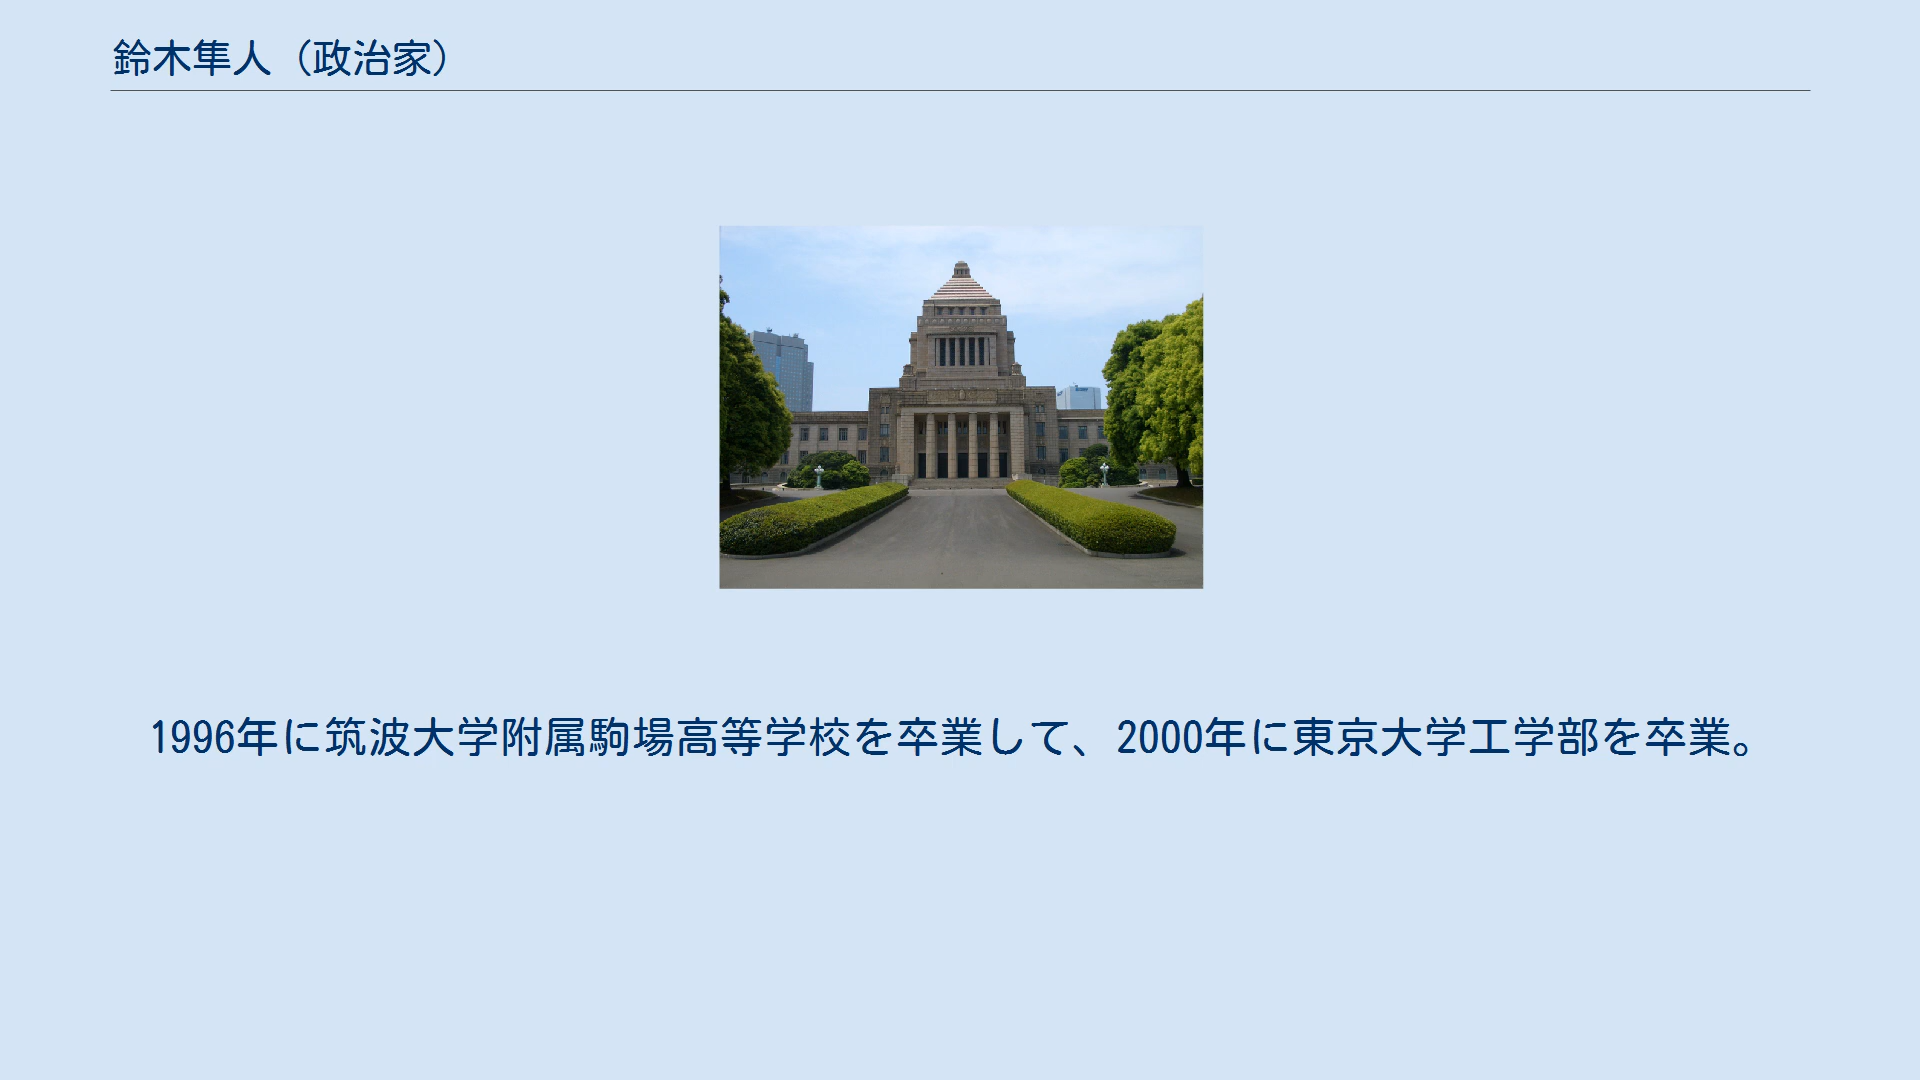 鈴木隼人（政治家）
1996年に筑波大学附属駒場高等学校を卒業して、2000年に東京大学工学部を卒業。